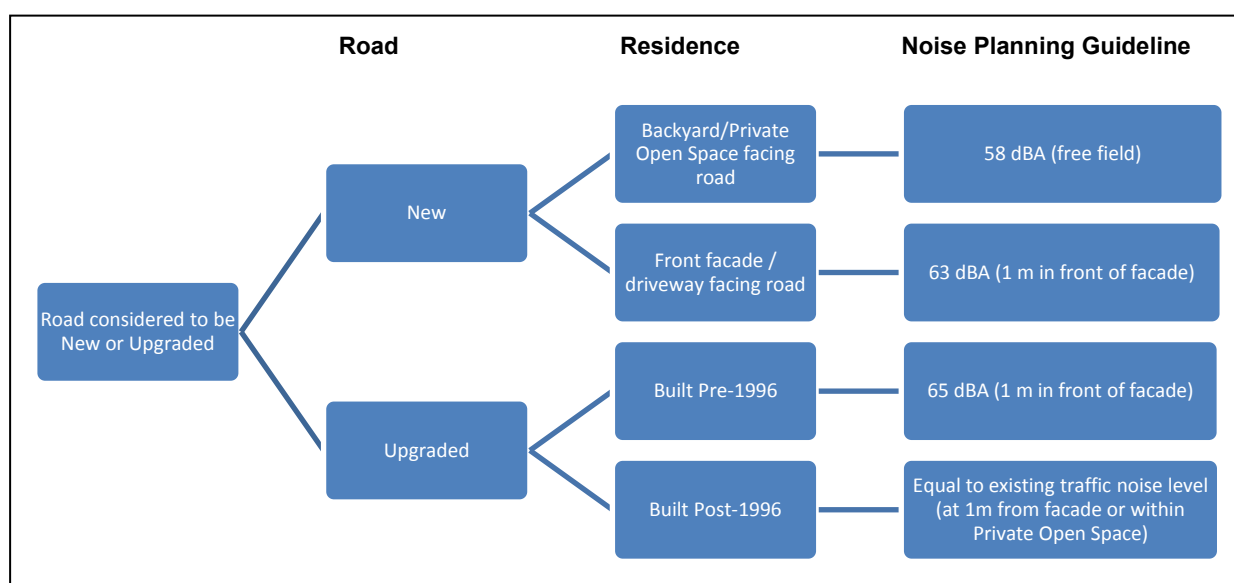 Road
Residence
Noise Planning Guideline
Road considered to be
New or Upgraded
New
Backyard/Private
Open Space facing
road
58 dBA (free field)
Front facade /
driveway facing road
63 dBA (1 m in front of facade)
Upgraded
Built Pre-1996
65 dBA (1 m in front of facade)
Built Post-1996
Equal to existing traffic noise level
(at 1m from facade or within
Private Open Space)